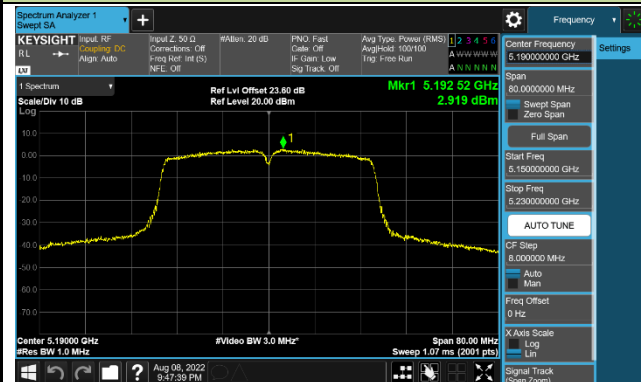 Spectrum Analyzer 1
Swept SA
+
Frequency
KEYSIGHT
RL
LXI
Input: RF
Coupling: DC
Align: Auto
Input Z: 50 Ω
Corrections: Off
Freq Ref: Int (S)
NFE: Off
#Atten: 20 dB
PNO: Fast
Gate: Off
IF Gain: Low
Sig Track: Off
Avg Type: Power (RMS)
Avg|Hold: 100/100
Trig: Free Run
1 2 3 4 5 6
A W W W W W
A N N N N N
1 Spectrum
Scale/Div 10 dB
Log
Ref Lvl Offset 23.60 dB
Ref Level 20.00 dBm
Mkr1 5.192 52 GHz
2.919 dBm
1
10.0
0.00
10.0
20.0
30.0
40.0
50.0
60.0
70.0
Center 5.19000 GHz
#Res BW 1.0 MHz
#Video BW 3.0 MHz*
Span 80.00 MHz
Sweep 1.07 ms (2001 pts)
Center Frequency
5.190000000 GHz
Settings
Span
80.0000000 MHz
Swept Span
Zero Span
Full Span
Start Freq
5.150000000 GHz
Stop Freq
5.230000000 GHz
AUTO TUNE
CF Step
8.000000 MHz
Auto
Man
Freq Offset
0 Hz
X Axis Scale
Log
Lin
Signal Track
(Span Zoom)
?
Aug 08, 2022
9:47:39 PM